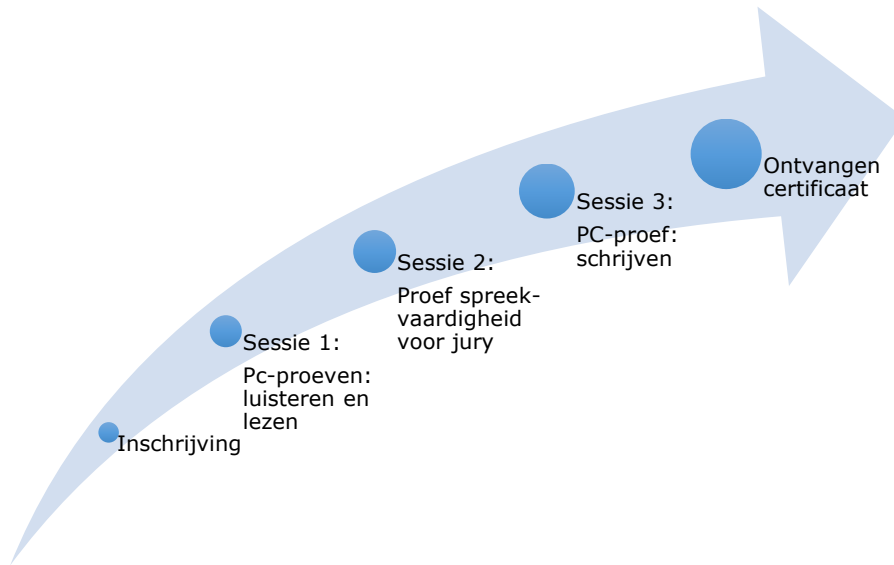 Inschrijving
Sessie 1:
Pc-proeven:
luisteren en
lezen
Sessie 2:
Proef spreek-
vaardigheid
voor jury
Sessie 3:
PC-proef:
schrijven
Ontvangen
certificaat